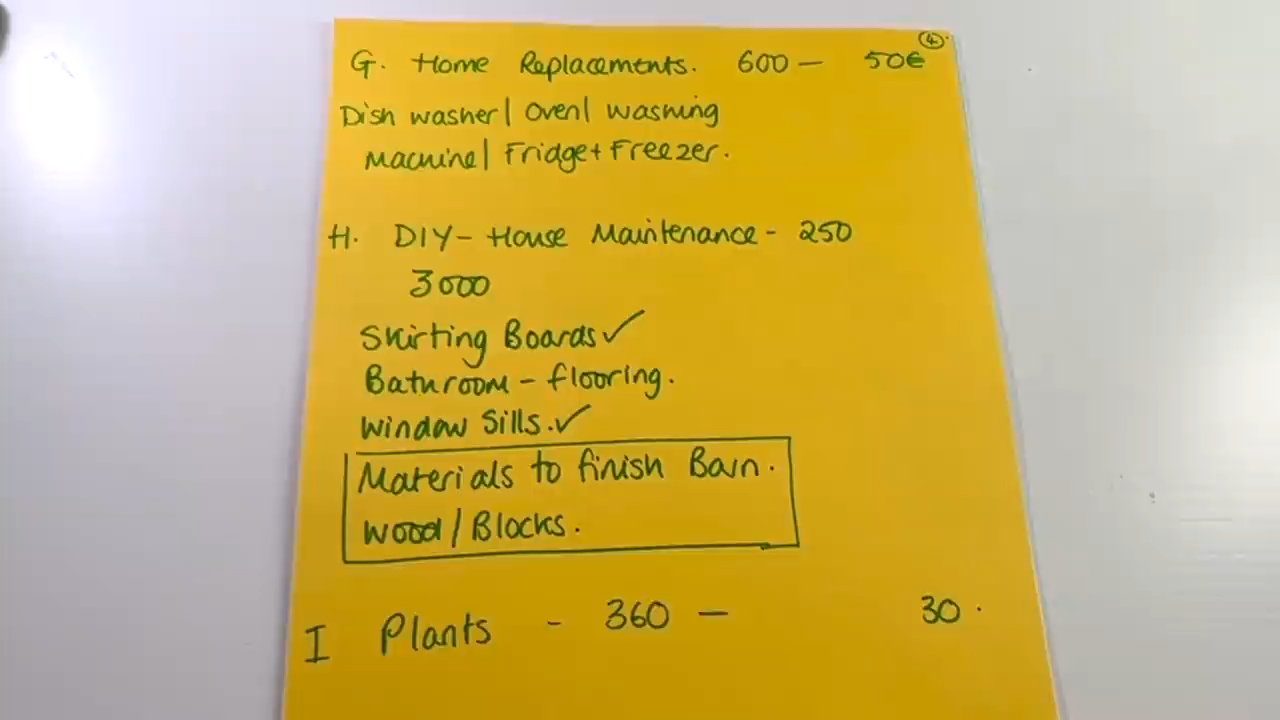 ④
G. Home Replacements. 600 — 50€
Dish washer | Oven | washing
Machine | Fridge + Freezer.
H. DIY - House Maintenance - 250
3000
Skirting Boards ✓
Bathroom - flooring.
Window Sills. ✓
Materials to finish Barn.
Wood / Blocks.
I Plants - 360 — 30.